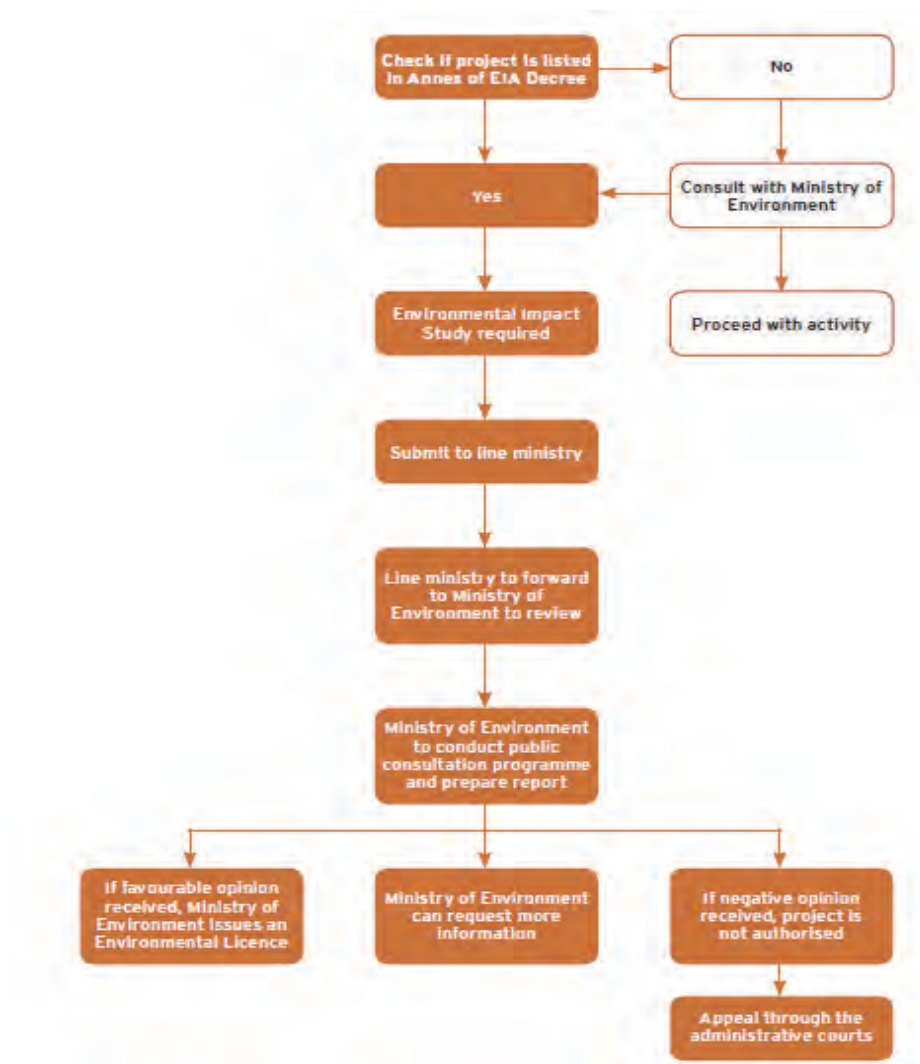 Check if project is listed
in Annex of EIA Decree
No
Yes
Consult with Ministry of
Environment
Environmental Impact
Study required
Proceed with activity
Submit to line ministry
Line ministry to forward
to Ministry of
Environment to review
Ministry of Environment
to conduct public
consultation programme
and prepare report
If favourable opinion
received, Ministry of
Environment issues an
Environmental Licence
Ministry of Environment
can request more
information
If negative opinion
received, project is
not authorised
Appeal through the
administrative courts